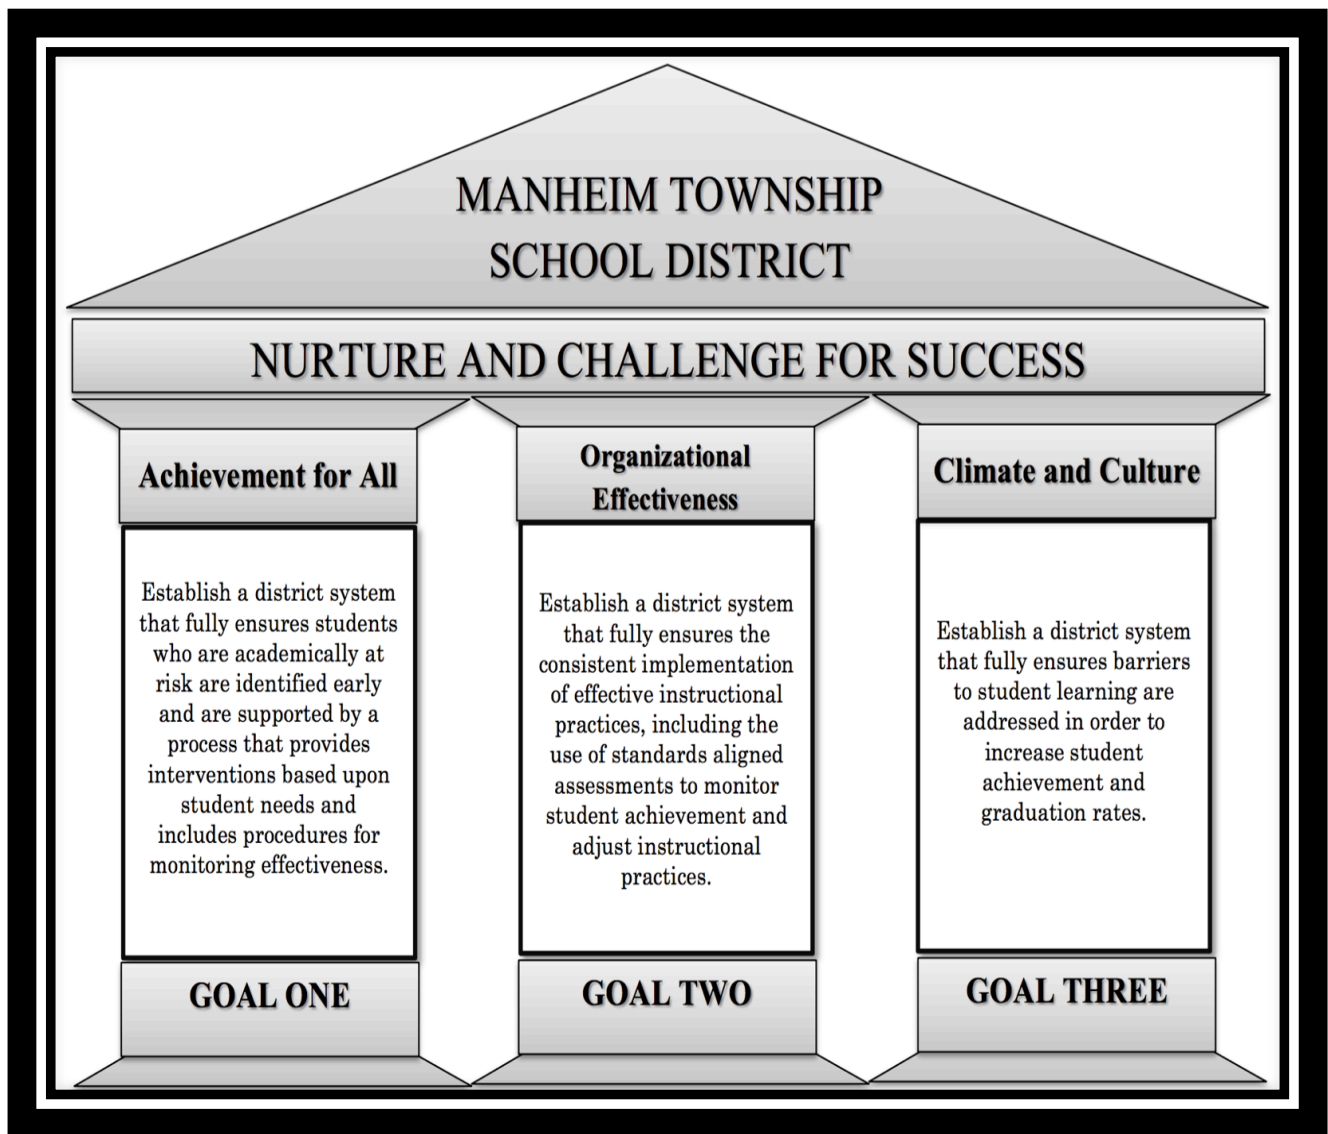 MANHEIM TOWNSHIP
SCHOOL DISTRICT
NURTURE AND CHALLENGE FOR SUCCESS
Achievement for All
Establish a district system
that fully ensures students
who are academically at
risk are identified early
and are supported by a
process that provides
interventions based upon
student needs and
includes procedures for
monitoring effectiveness.
GOAL ONE
Organizational
Effectiveness
Establish a district system
that fully ensures the
consistent implementation
of effective instructional
practices, including the
use of standards aligned
assessments to monitor
student achievement and
adjust instructional
practices.
GOAL TWO
Climate and Culture
Establish a district system
that fully ensures barriers
to student learning are
addressed in order to
increase student
achievement and
graduation rates.
GOAL THREE